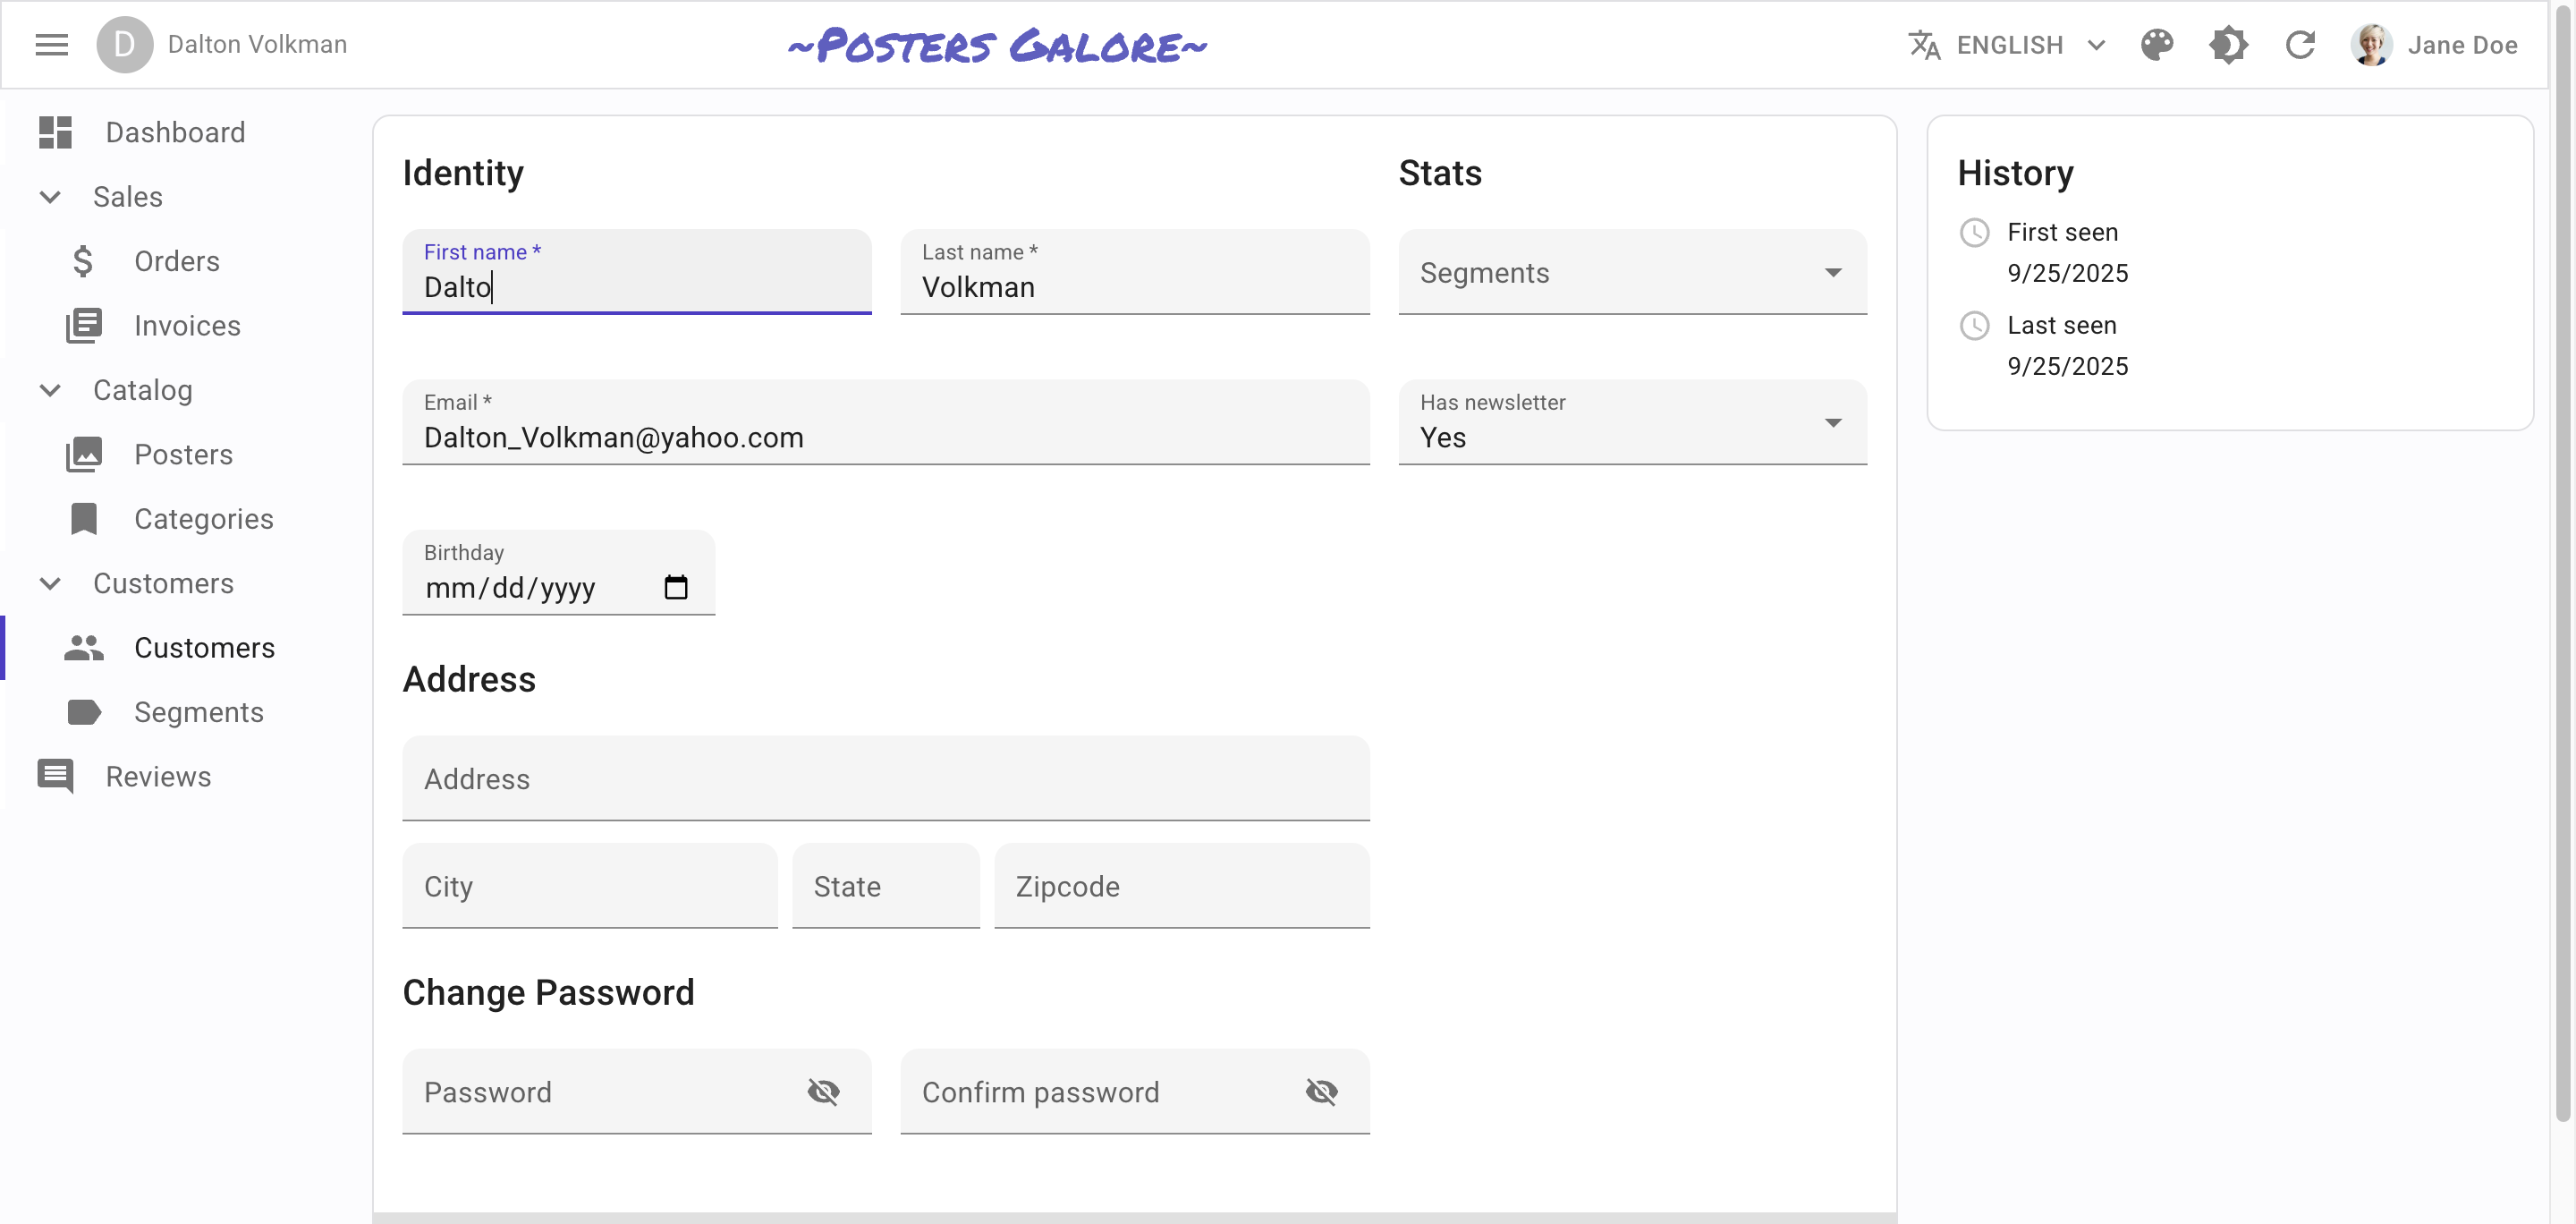 D Dalton Volkman
~Posters Galore~
ENGLISH
Jane Doe
Dashboard
Sales
Orders
Invoices
Catalog
Posters
Categories
Customers
Customers
Segments
Reviews
Identity
First name *
Dalto
Last name *
Volkman
Email *
Dalton_Volkman@yahoo.com
Birthday
mm/dd/yyyy
Address
Address
City
State
Zipcode
Change Password
Password
Confirm password
Stats
Segments
Has newsletter
Yes
History
First seen
9/25/2025
Last seen
9/25/2025